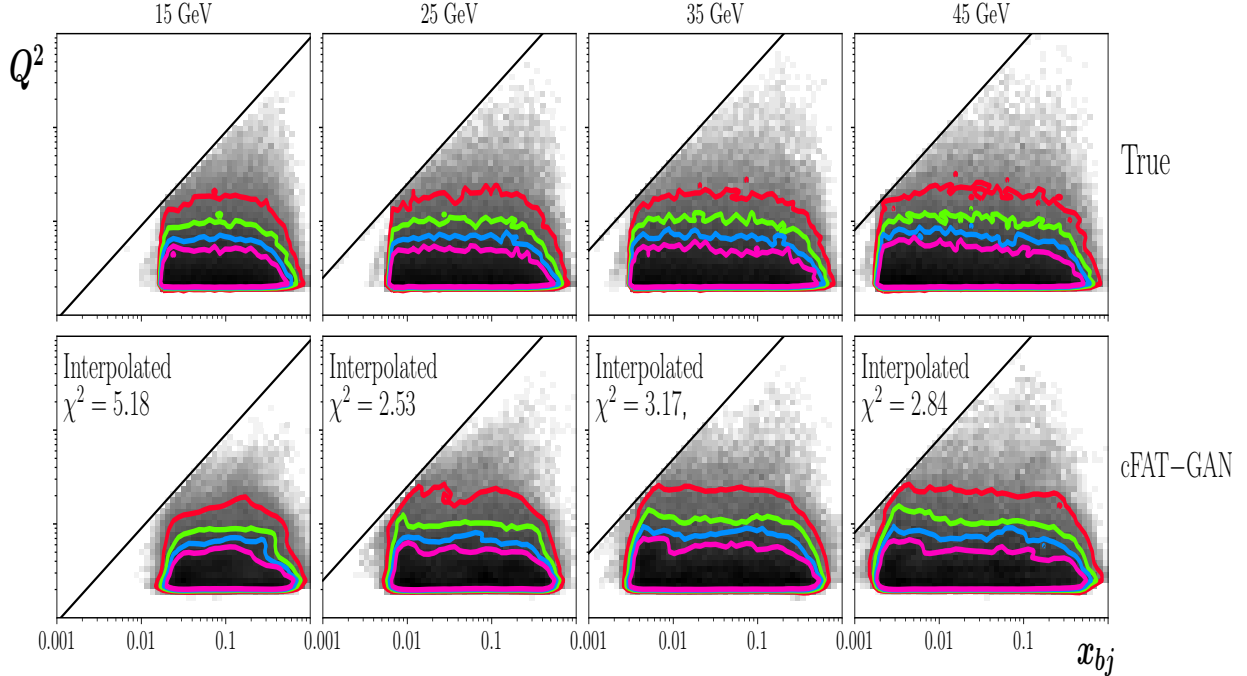 15 GeV 25 GeV 35 GeV 45 GeV
Q²
True
Interpolated Interpolated Interpolated Interpolated
χ² = 5.18 χ² = 2.53 χ² = 3.17, χ² = 2.84
cFAT−GAN
0.001 0.01 0.1 0.001 0.01 0.1 0.001 0.01 0.1 0.001 0.01 0.1
x_{bj}